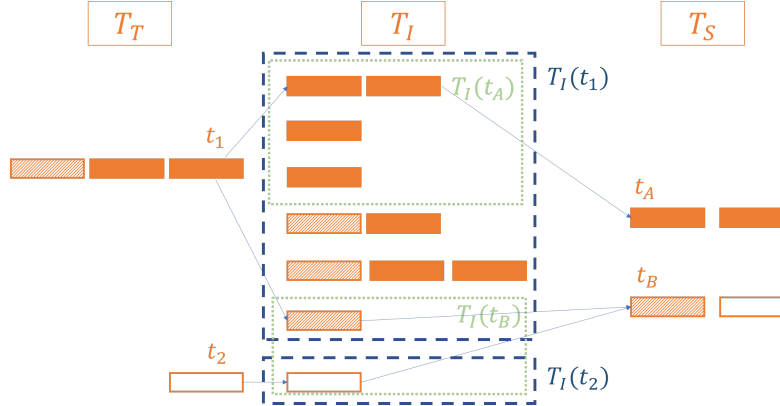 T_T
T_I
T_S
T_I(t_A)
T_I(t_1)
t_1
t_A
t_B
T_I(t_B)
t_2
T_I(t_2)